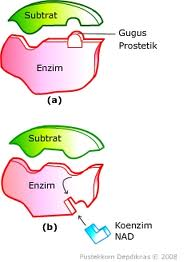 Subtrat
Gugus
Prostetik
Enzim
(a)
Subtrat
Enzim
Koenzim
NAD
(b)
Pustekkom Depdiknas © 2008